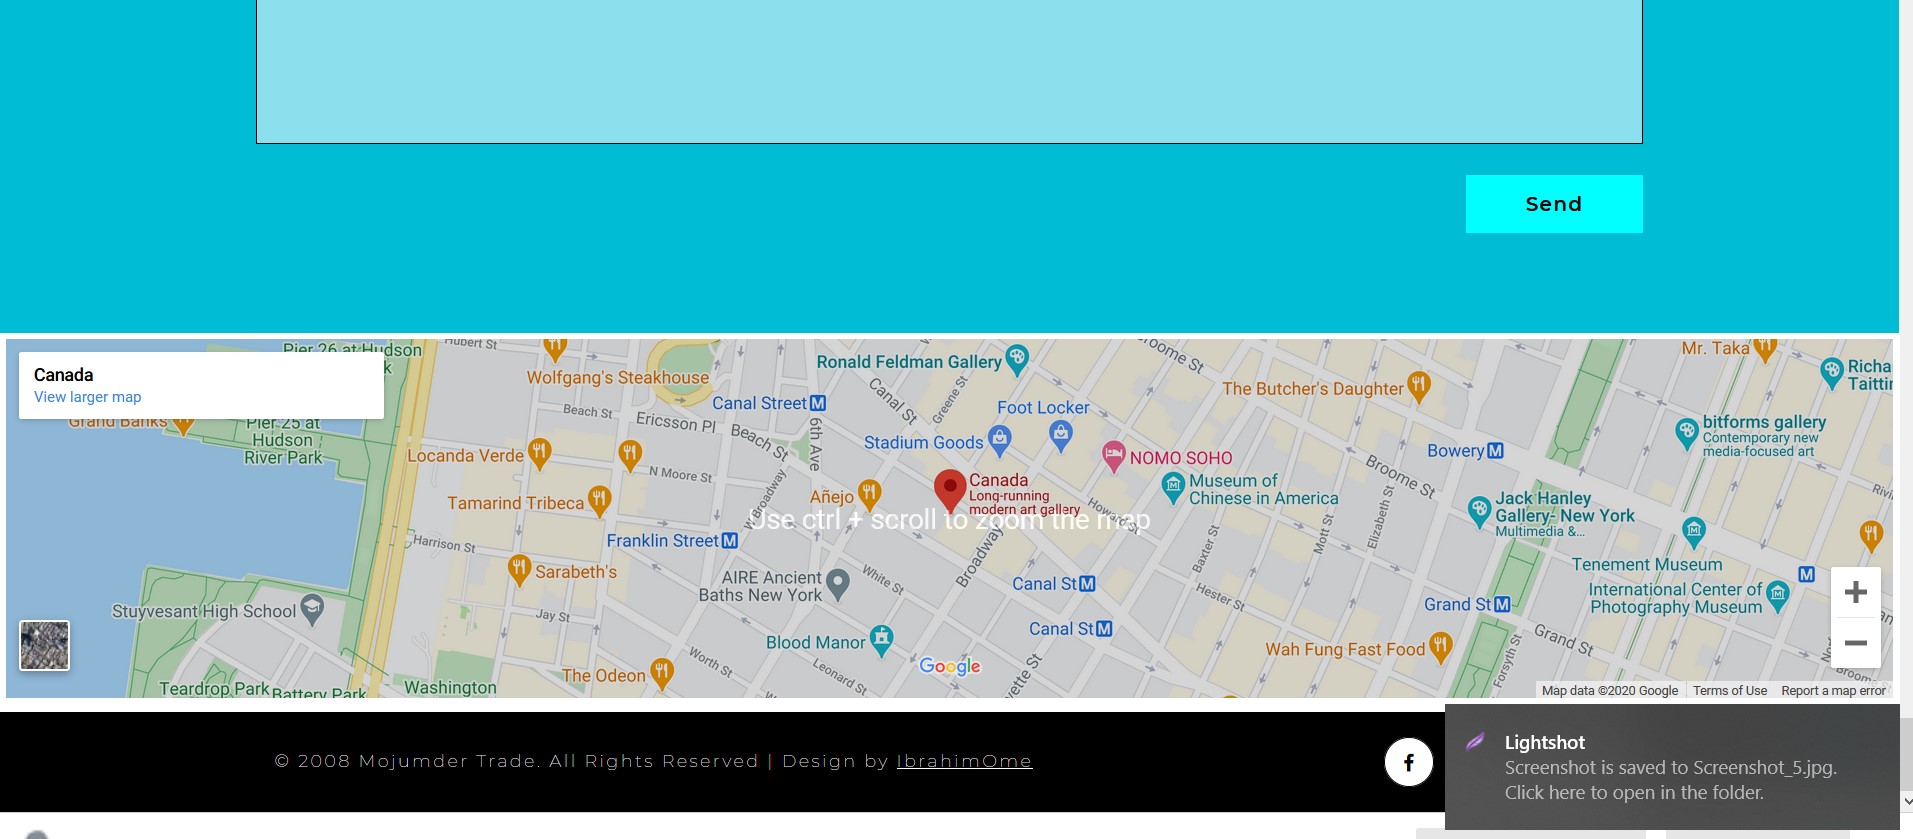 Send
Canada
View larger map
Pier 26 at Hudson
k
Grand Banks
Pier 25 at
Hudson
River Park
Hubert St
Wolfgang's Steakhouse
Beach St
Ericsson Pl
Beach St
Canal Street
M
6th Ave
Canal St
Greene St
Ronald Feldman Gallery
Foot Locker
Stadium Goods
Broome St
The Butcher's Daughter
Mr. Taka
Richa
Taittin
bitforms gallery
Contemporary new
media-focused art
Bowery
M
Locanda Verde
N Moore St
W Broadway
Tamarind Tribeca
Añejo
Canada
Long-running
modern art gallery
NOMO SOHO
Museum of
Chinese in America
Howard St
Broome St
Elizabeth St
Mott St
Baxter St
Jack Hanley
Gallery- New York
Multimedia &...
Use ctrl + scroll to zoom the map
Harrison St
Franklin Street
M
Sarabeth's
AIRE Ancient
Baths New York
White St
Broadway
Canal St
M
Hester St
Tenement Museum
M
International Center of
Photography Museum
Grand St
M
Stuyvesant High School
Jay St
Blood Manor
Canal St
M
Wah Fung Fast Food
Grand St
Forsyth St
Teardrop Park
Battery Park
Washington
The Odeon
Worth St
Leonard St
Google
yette St
Broome St
Map data ©2020 Google
Terms of Use
Report a map error
© 2008 Mojumder Trade. All Rights Reserved | Design by IbrahimOme
f
Lightshot
Screenshot is saved to Screenshot_5.jpg.
Click here to open in the folder.